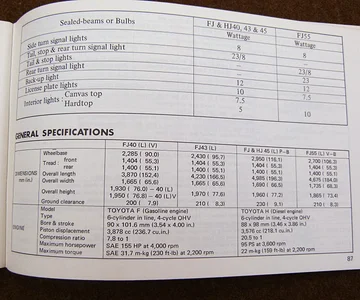 Sealed-beams or Bulbs
FJ & HJ40, 43 & 45
FJ55
Wattage
Wattage
Side turn signal lights 8 8
Tail, stop & rear turn signal lights 23/8 —
Tail & stop lights — 23/8
Rear turn signal lights — 23
Back-up light
License plate lights
Interior lights
Canvas top
Hardtop 5 10
GENERAL SPECIFICATIONS
FJ40 (L) (V) FJ43 (L) FJ & HJ 45 (L) P-B FJ55 (L) V-B
DIMENSIONS
mm (in.)
Wheelbase 2,285 ( 90.0) 2,430 ( 95.7) 2,950 (116.1) 2,700 (106.3)
Tread front 1,404 ( 55.3) 1,404 ( 55.3) 1,404 ( 55.3) 1,404 ( 55.3)
rear 1,400 ( 55.1) 1,400 ( 55.1) 1,400 ( 55.1) 1,400 ( 55.1)
Overall length 3,870 (152.4) 4,230 (166.5) 4,985 (196.3) 4,675 (184.0)
Overall width 1,665 ( 65.6) 1,665 ( 65.6) 1,690 ( 66.5) 1,735 ( 68.3)
Overall height 1,930 ( 76.0) – 40 (L) 1,970 ( 77.6) 1,960 ( 77.2) 1,865 ( 73.4)
1,950 ( 76.8) – 40 (L)V
Ground clearance 200 ( 7.9) 210 ( 8.3) 230 ( 9.1) 210 ( 8.3)
ENGINE
Model TOYOTA F (Gasoline engine) TOYOTA H (Diesel engine)
Type 6-cylinder in line, 4-cycle OHV 6-cylinder in line, 4-cycle OHV
Bore & stroke 90 x 101.6 mm (3.54 x 4.00 in.) 88 x 98 mm (3.46 x 3.86 in.)
Piston displacement 3,878 cc (236.7 cu.in.) 3,576 cc (218.1 cu.in.)
Compression ratio 7.8 to 1 20.5 to 1
Maximum horsepower SAE 155 HP at 4,000 rpm 95 PS at 3,600 rpm
Maximum torque SAE 31.7 m-kg (230 ft-lb) at 2,200 rpm 22 m-kg (159 ft-lb) at 2,200 rpm
87